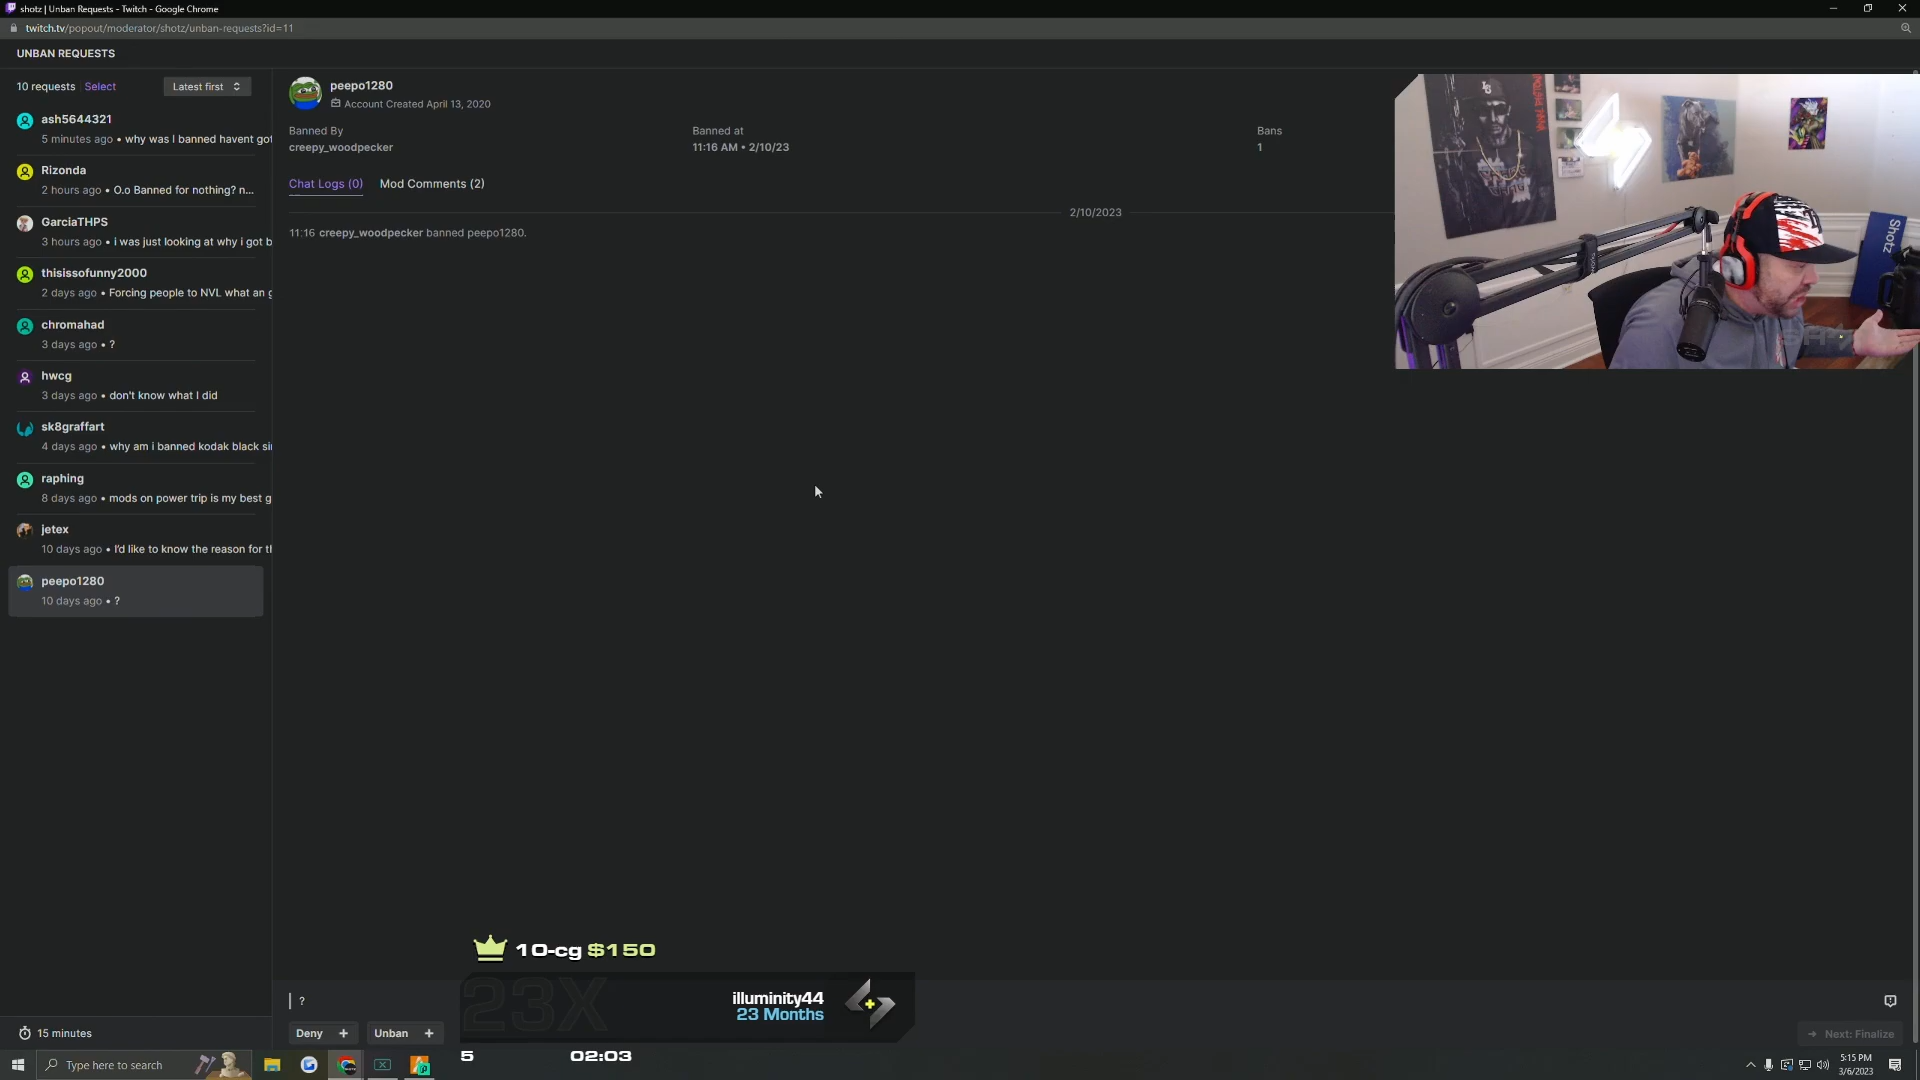 shotz | Unban Requests - Twitch - Google Chrome
twitch.tv/popout/moderator/shotz/unban-requests?id=11
UNBAN REQUESTS
10 requests Select Latest first
ash5644321
5 minutes ago • why was I banned havent got
Rizonda
2 hours ago • O.o Banned for nothing? n...
GarciaTHPS
3 hours ago • i was just looking at why i got b
thisissofunny2000
2 days ago • Forcing people to NVL what an g
chromahad
3 days ago • ?
hwcg
3 days ago • don't know what I did
sk8graffart
4 days ago • why am i banned kodak black si
raphing
8 days ago • mods on power trip is my best g
jetex
10 days ago • I'd like to know the reason for th
peepo1280
10 days ago • ?
15 minutes
peepo1280
Account Created April 13, 2020
Banned By
creepy_woodpecker
Banned at
11:16 AM • 2/10/23
Bans
1
Chat Logs (0) Mod Comments (2)
2/10/2023
11:16 creepy_woodpecker banned peepo1280.
Shotz
10-cg $150
23X
illuminity44
23 Months
?
Deny + Unban +
Next: Finalize
5 02:03
Type here to search
5:15 PM
3/6/2023